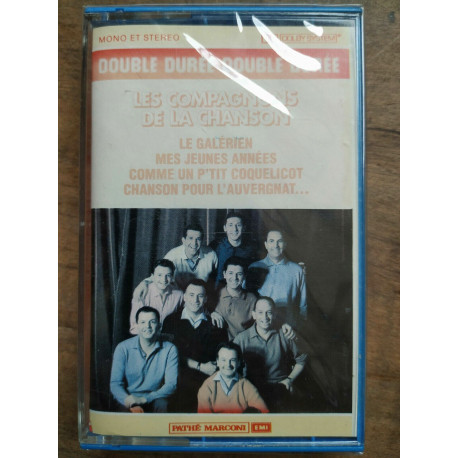 MONO ET STEREO
DOUBLE DURÉE DOUBLE DURÉE
LES COMPAGNONS
DE LA CHANSON
LE GALÉRIEN
MES JEUNES ANNÉES
COMME UN P'TIT COQUELICOT
CHANSON POUR L'AUVERGNAT...
PATHÉ MARCONI EMI